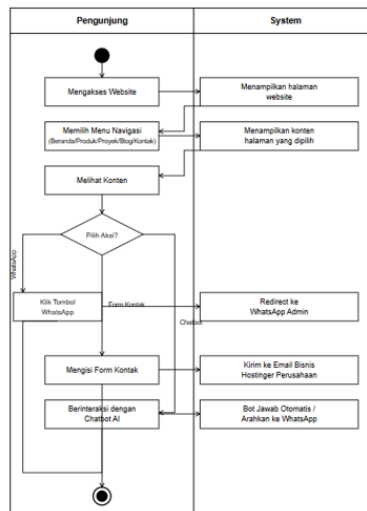 Pengunjung
System
Mengakses Website
Menampilkan halaman
website
Memilih Menu Navigasi
(Beranda/Produk/Proyek/Blog/Kontak)
Menampilkan konten
halaman yang dipilih
Melihat Konten
Pilih Aksi?
WhatsApp
Klik Tombol
WhatsApp
Form Kontak
Redirect ke
WhatsApp Admin
Chatbot
Mengisi Form Kontak
Kirim ke Email Bisnis
Hostinger Perusahaan
Berinteraksi dengan
Chatbot AI
Bot Jawab Otomatis /
Arahkan ke WhatsApp